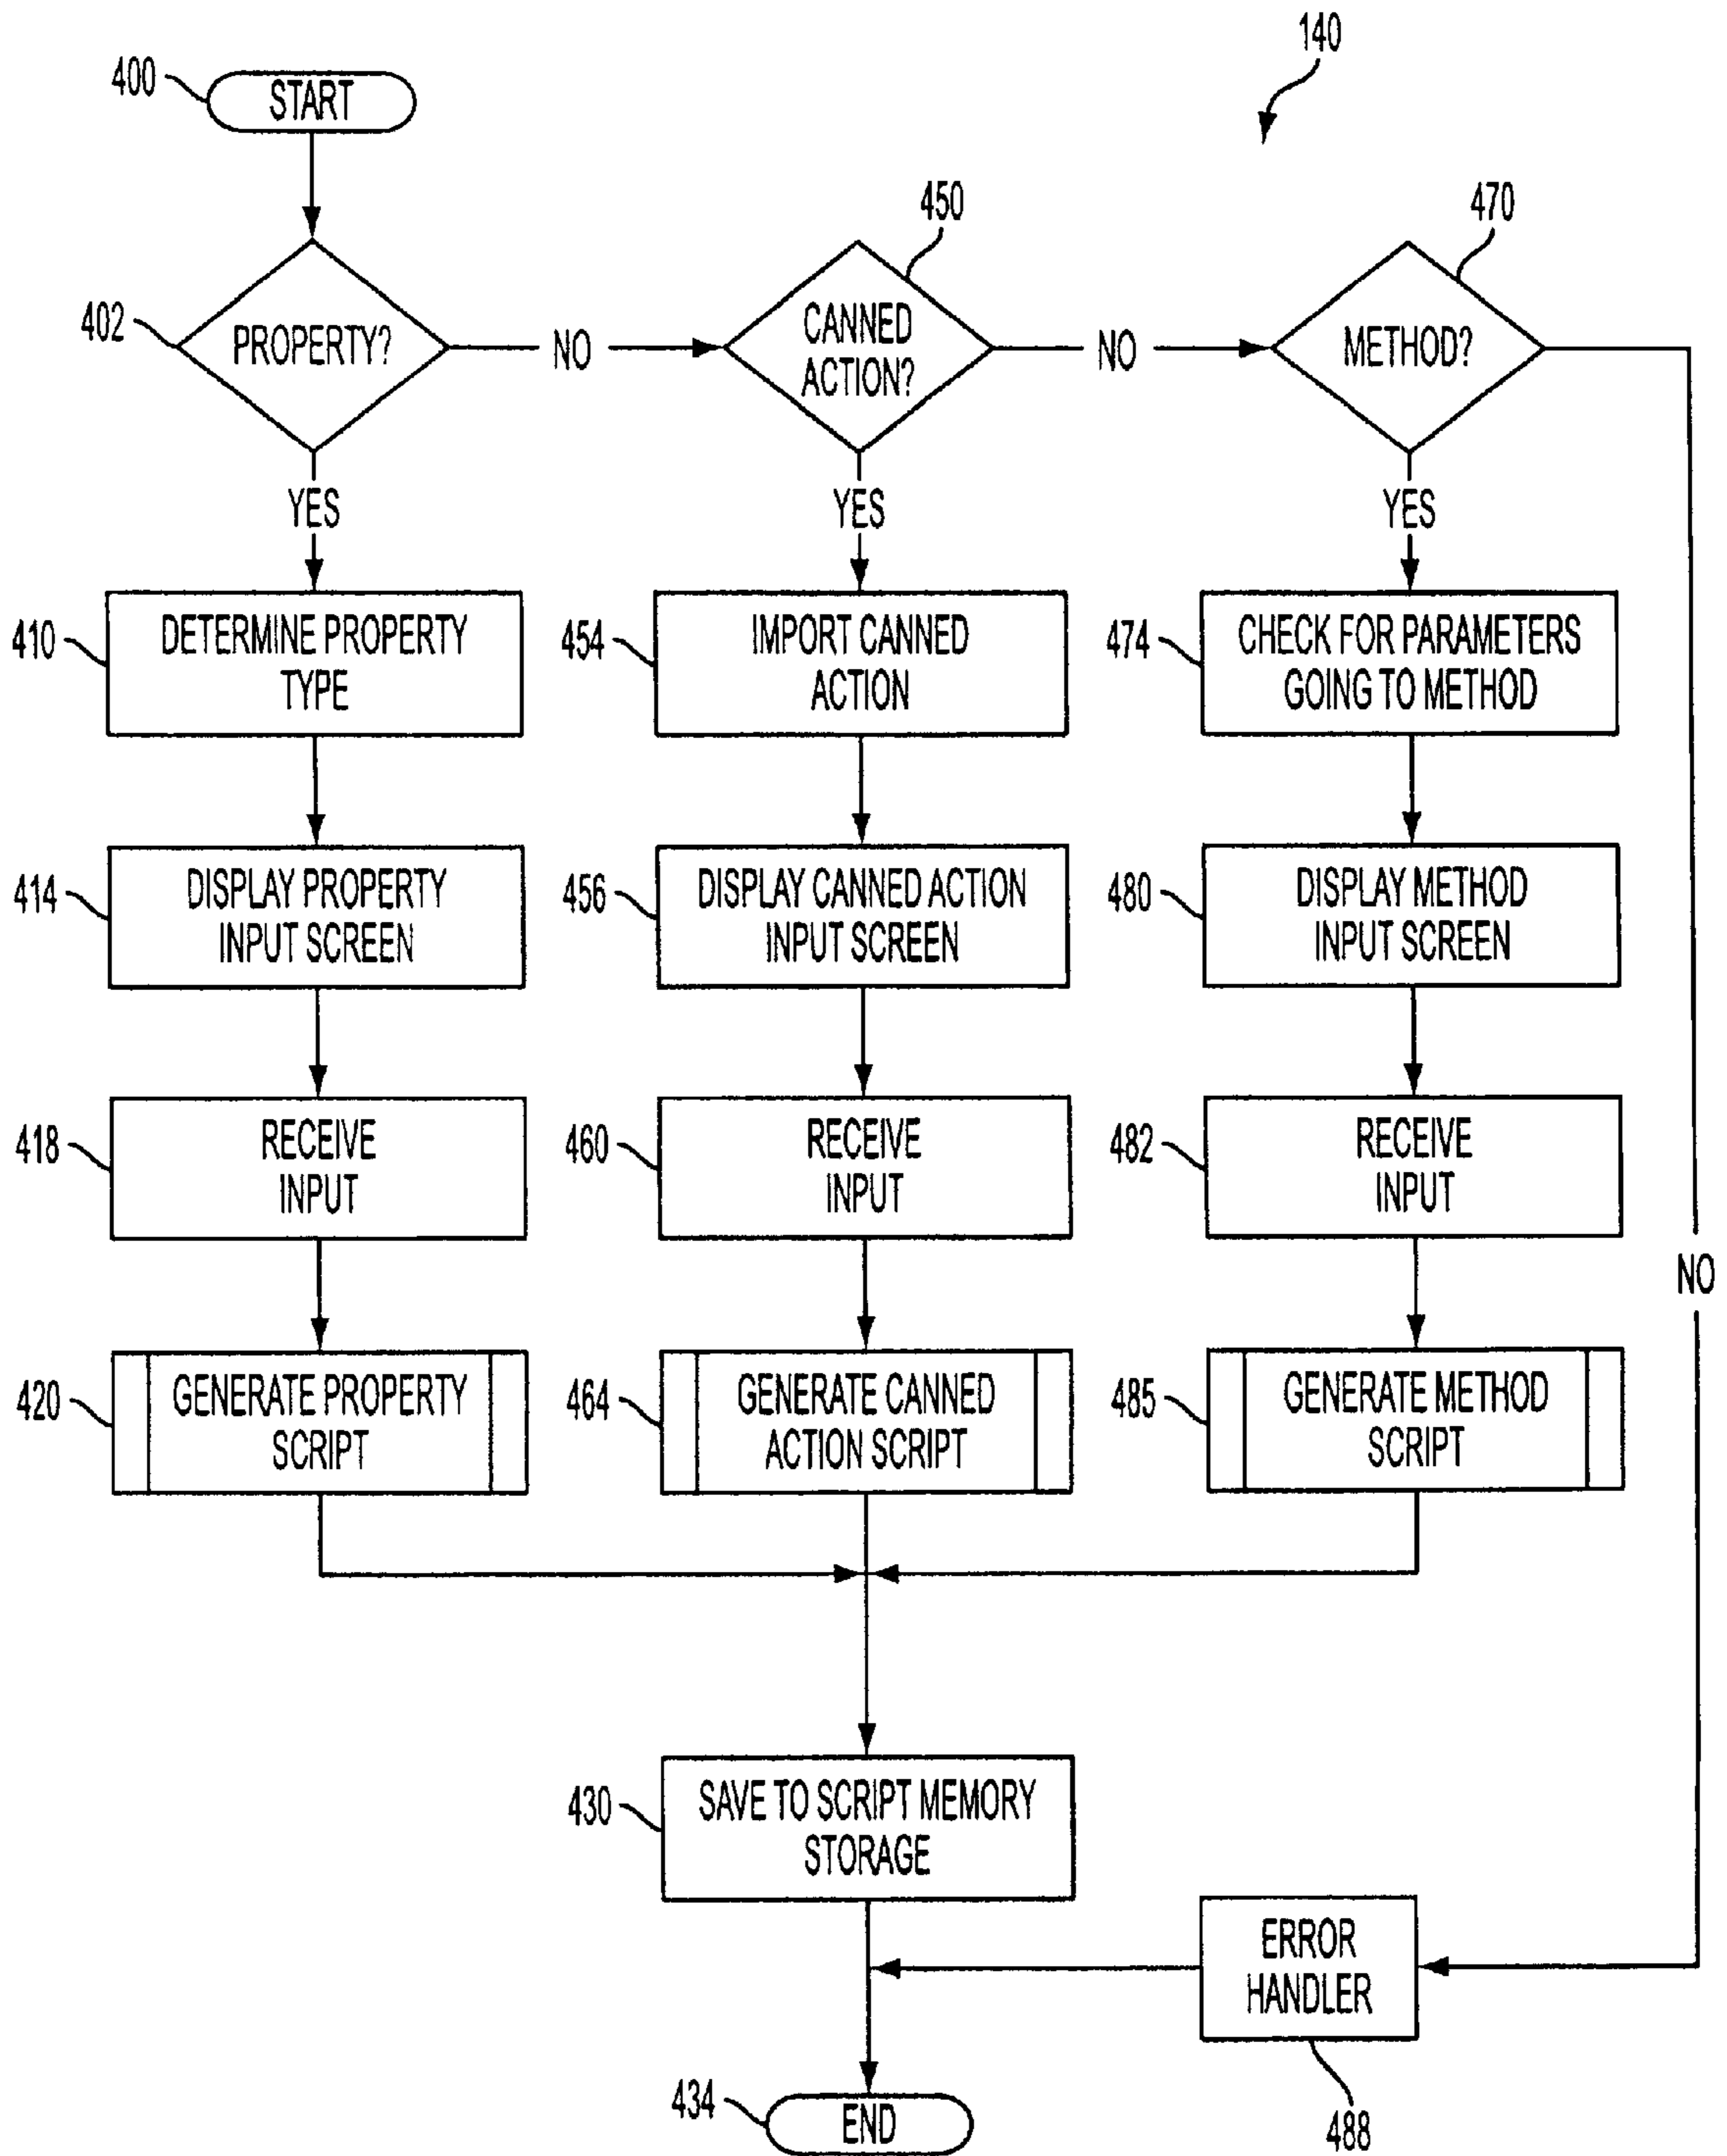 140
400
START
450
470
402
PROPERTY?
NO
CANNED
ACTION?
NO
METHOD?
YES
YES
YES
410
DETERMINE PROPERTY
TYPE
454
IMPORT CANNED
ACTION
474
CHECK FOR PARAMETERS
GOING TO METHOD
414
DISPLAY PROPERTY
INPUT SCREEN
456
DISPLAY CANNED ACTION
INPUT SCREEN
480
DISPLAY METHOD
INPUT SCREEN
418
RECEIVE
INPUT
460
RECEIVE
INPUT
482
RECEIVE
INPUT
NO
420
GENERATE PROPERTY
SCRIPT
464
GENERATE CANNED
ACTION SCRIPT
485
GENERATE METHOD
SCRIPT
430
SAVE TO SCRIPT MEMORY
STORAGE
ERROR
HANDLER
434
END
488